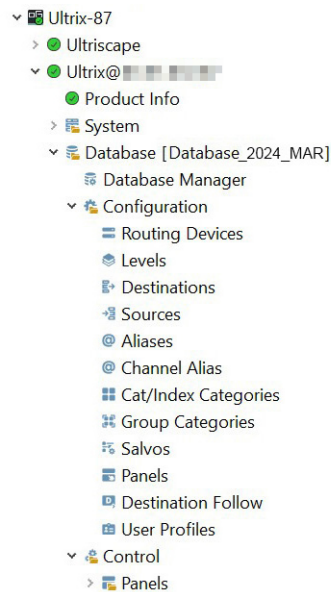 Ultrix-87
Ultriscape
Ultrix@
Product Info
System
Database [Database_2024_MAR]
Database Manager
Configuration
Routing Devices
Levels
Destinations
Sources
Aliases
Channel Alias
Cat/Index Categories
Group Categories
Salvos
Panels
Destination Follow
User Profiles
Control
Panels